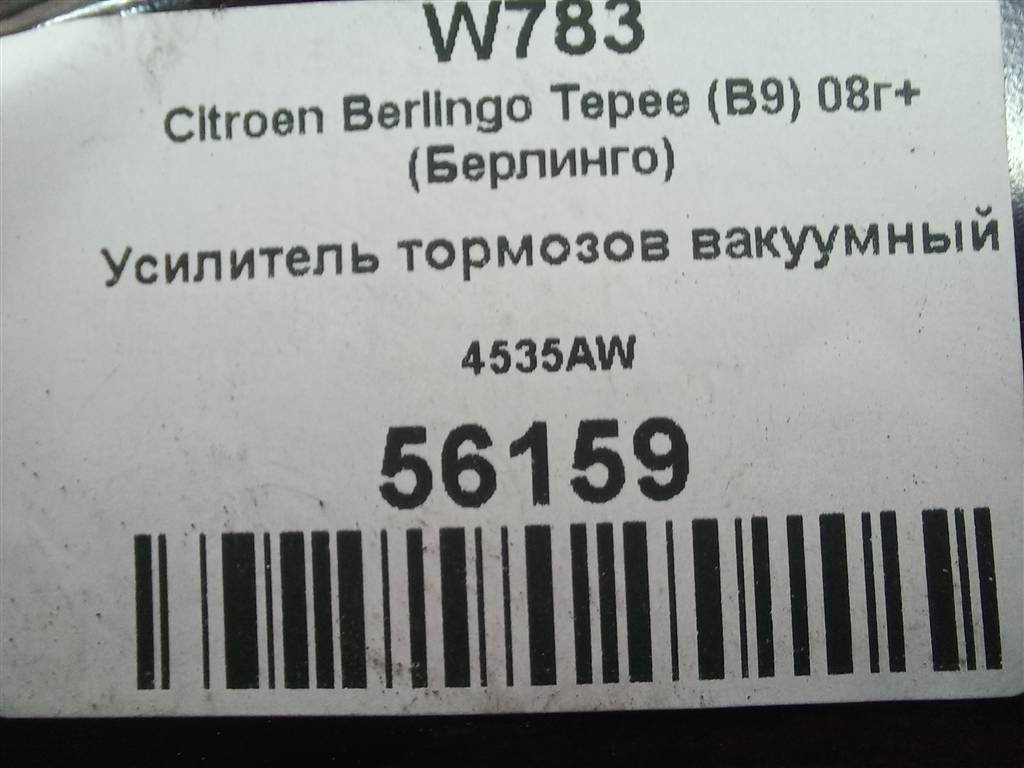 W783
Citroen Berlingo Tepee (B9) 08г+
(Берлинго)
Усилитель тормозов вакуумный
4535AW
56159